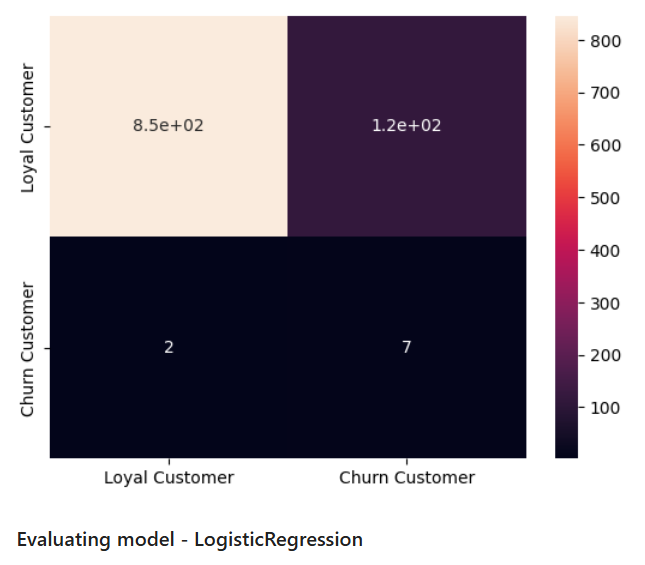 Loyal Customer
8.5e+02
1.2e+02
Churn Customer
2
7
Loyal Customer
Churn Customer
800
700
600
500
400
300
200
100
Evaluating model - LogisticRegression